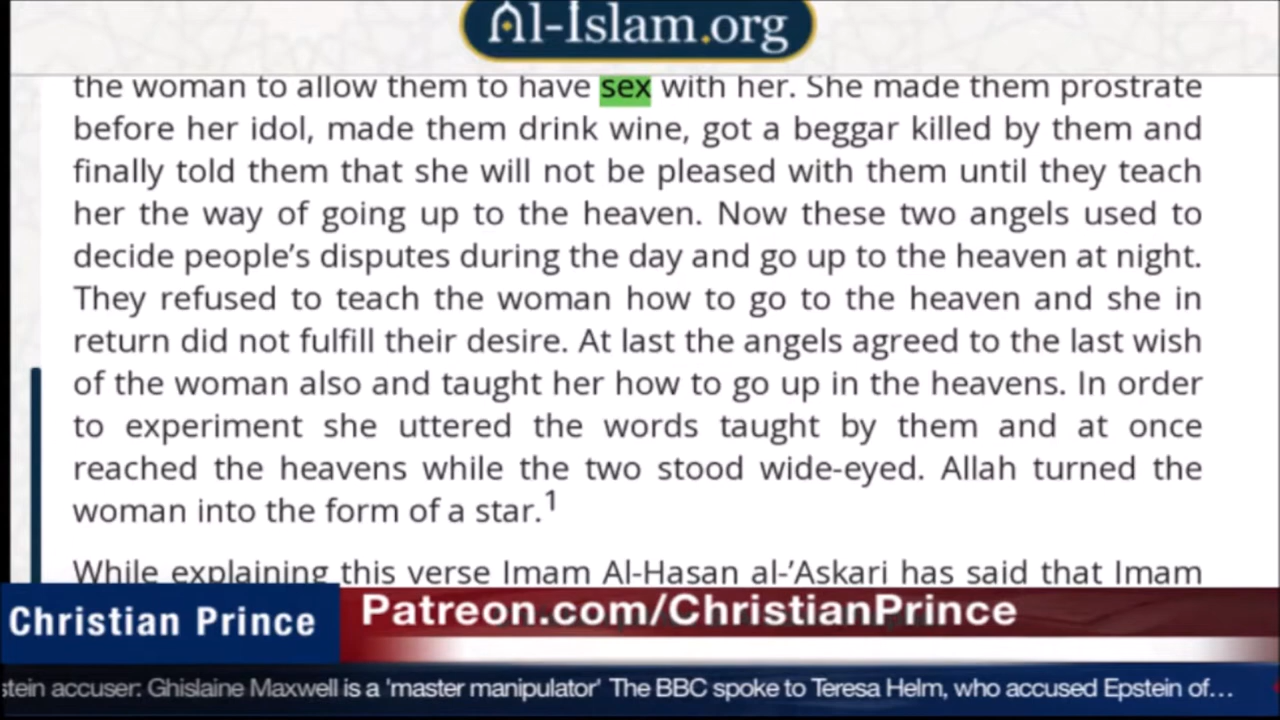 Al-Islam.org
the woman to allow them to have sex with her. She made them prostrate
before her idol, made them drink wine, got a beggar killed by them and
finally told them that she will not be pleased with them until they teach
her the way of going up to the heaven. Now these two angels used to
decide people’s disputes during the day and go up to the heaven at night.
They refused to teach the woman how to go to the heaven and she in
return did not fulfill their desire. At last the angels agreed to the last wish
of the woman also and taught her how to go up in the heavens. In order
to experiment she uttered the words taught by them and at once
reached the heavens while the two stood wide-eyed. Allah turned the
woman into the form of a star.1
While explaining this verse Imam Al-Hasan al-’Askari has said that Imam
Christian Prince
Patreon.com/ChristianPrince
stein accuser: Ghislaine Maxwell is a 'master manipulator' The BBC spoke to Teresa Helm, who accused Epstein of…